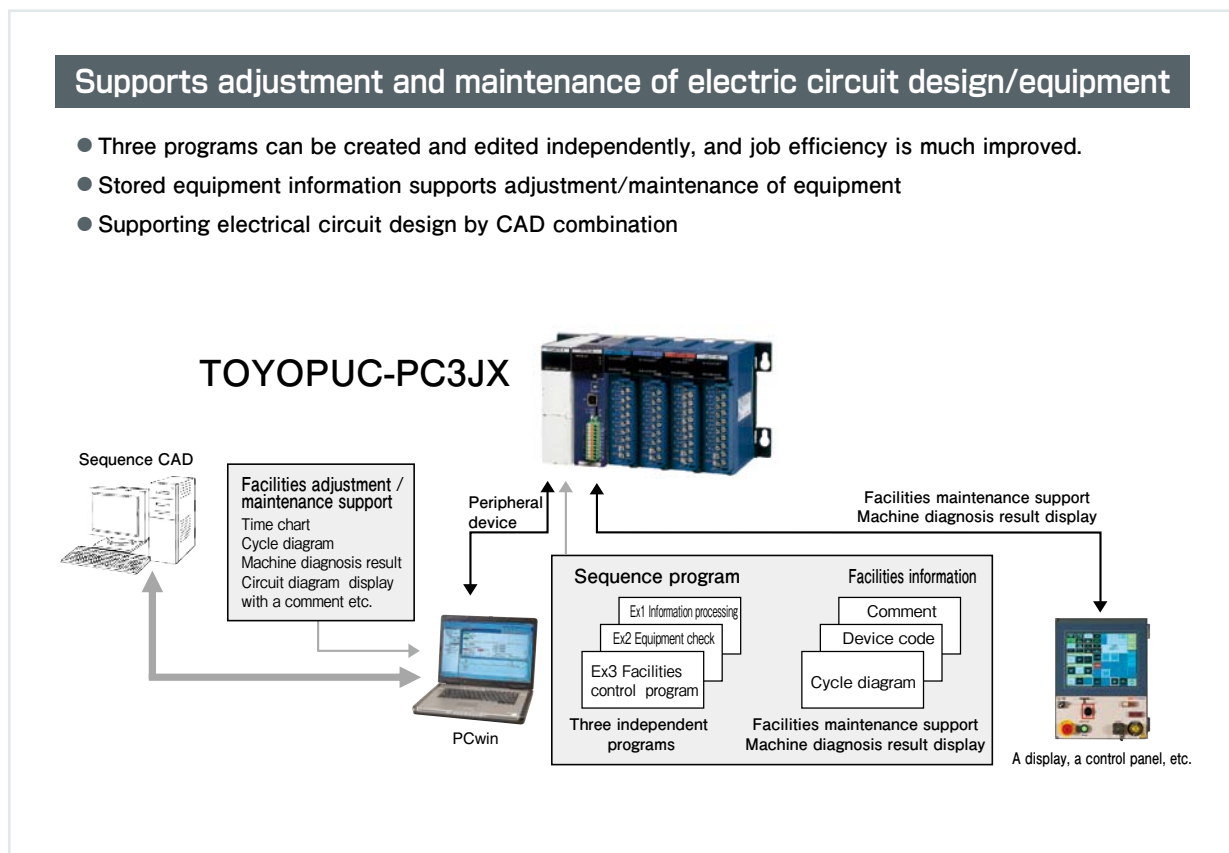 Supports adjustment and maintenance of electric circuit design/equipment
● Three programs can be created and edited independently, and job efficiency is much improved.
● Stored equipment information supports adjustment/maintenance of equipment
● Supporting electrical circuit design by CAD combination
TOYOPUC-PC3JX
Sequence CAD
Facilities adjustment /
maintenance support
Time chart
Cycle diagram
Machine diagnosis result
Circuit diagram display
with a comment etc.
Peripheral
device
PCwin
Facilities maintenance support
Machine diagnosis result display
Sequence program
Ex1 Information processing
Ex2 Equipment check
Ex3 Facilities
control program
Three independent
programs
Facilities information
Comment
Device code
Cycle diagram
Facilities maintenance support
Machine diagnosis result display
A display, a control panel, etc.